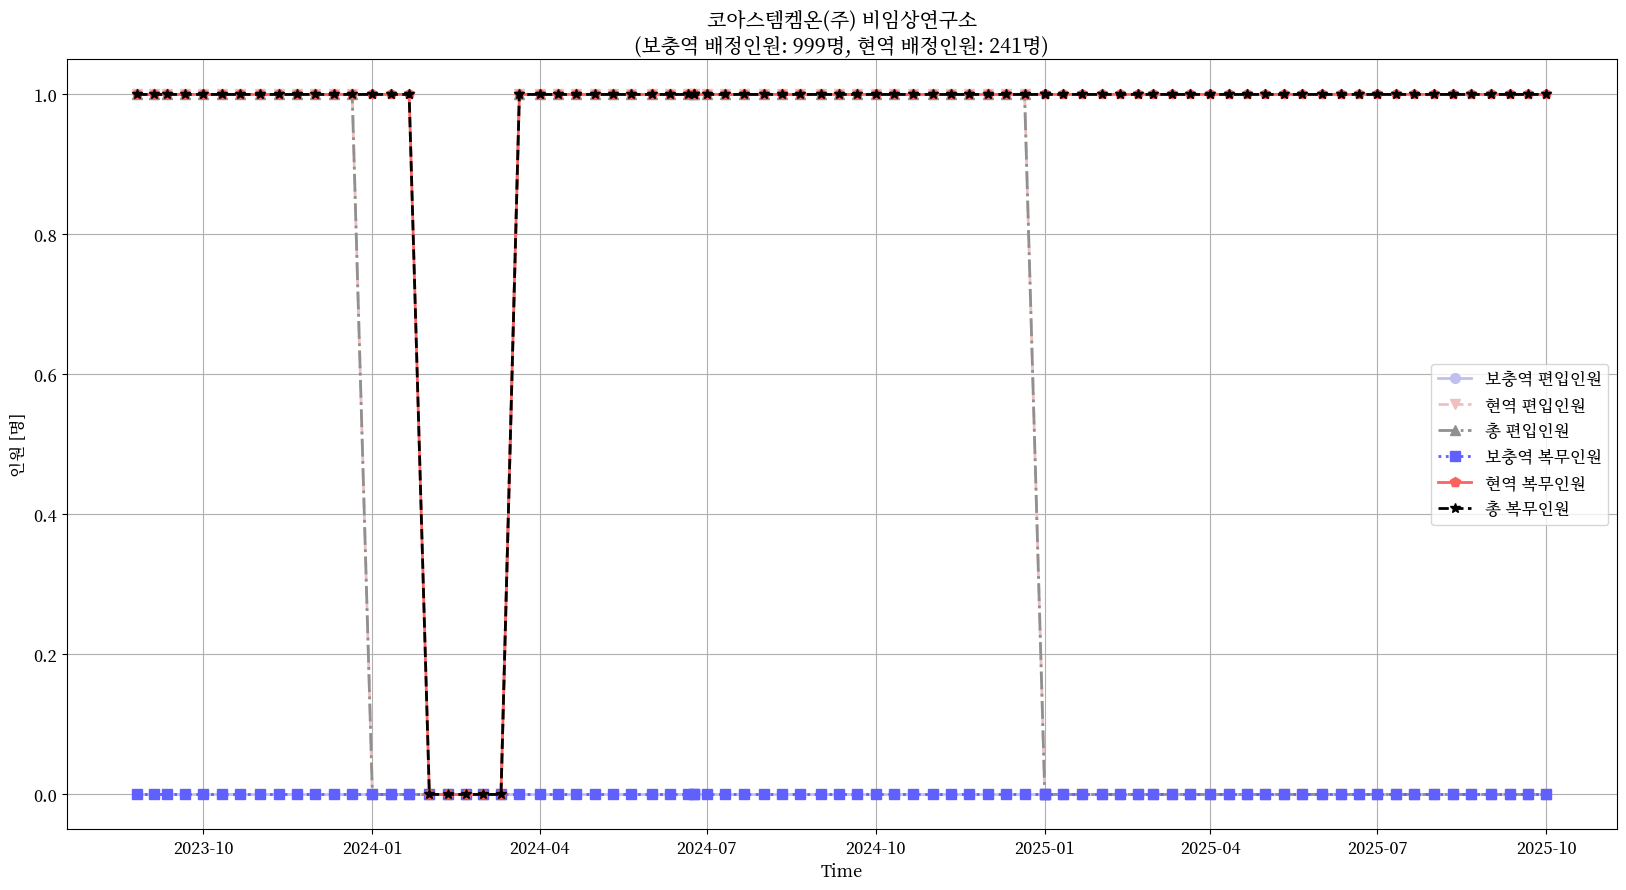 코아스템켐온(주) 비임상연구소
(보충역 배정인원: 999명, 현역 배정인원: 241명)
인원 [명]
1.0
0.8
0.6
0.4
0.2
0.0
보충역 편입인원
현역 편입인원
총 편입인원
보충역 복무인원
현역 복무인원
총 복무인원
2023-10
2024-01
2024-04
2024-07
2024-10
2025-01
2025-04
2025-07
2025-10
Time